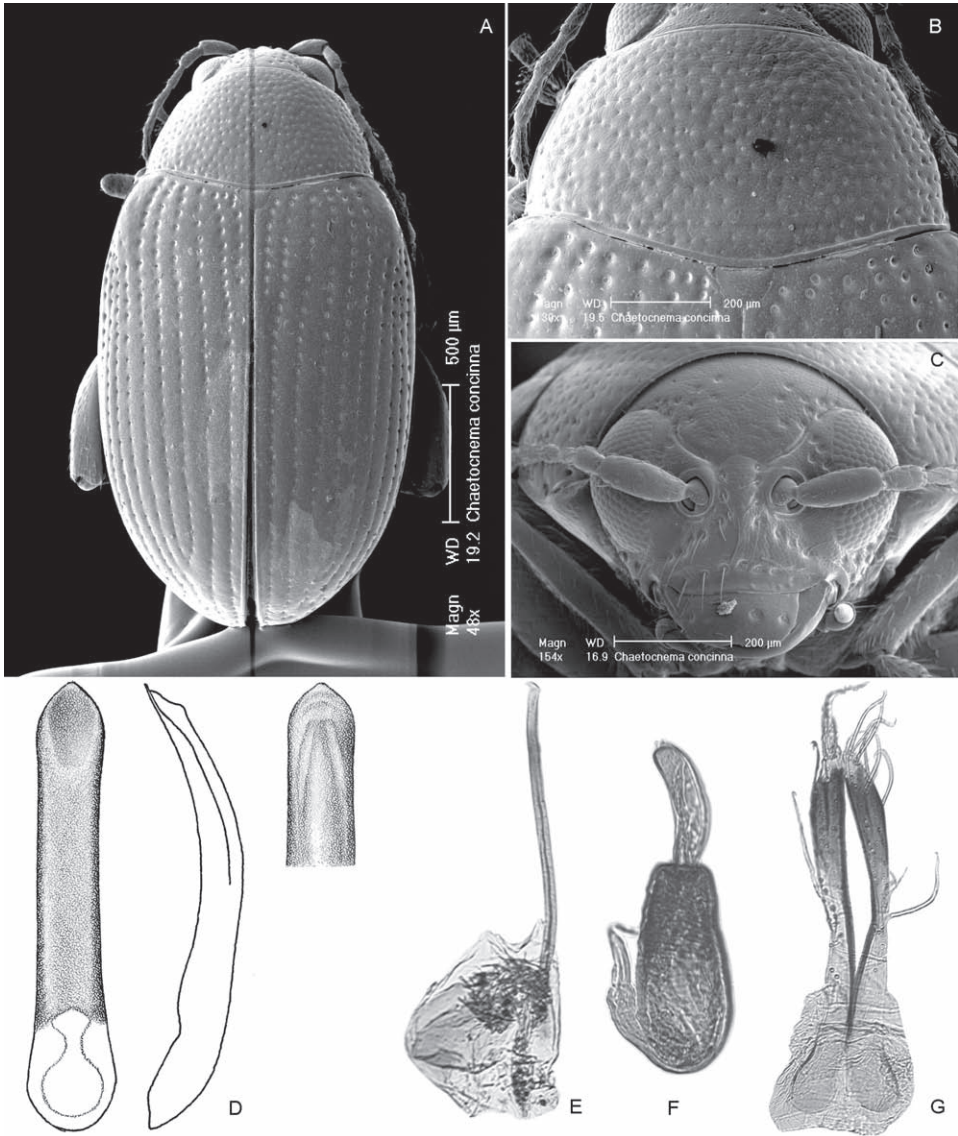 A
500 µm
Magn WD
48x 19.2 Chaetocnema concinna
B
Magn WD 200 µm
19.5 Chaetocnema concinna
C
Magn WD 200 µm
154x 16.9 Chaetocnema concinna
D
E
F
G